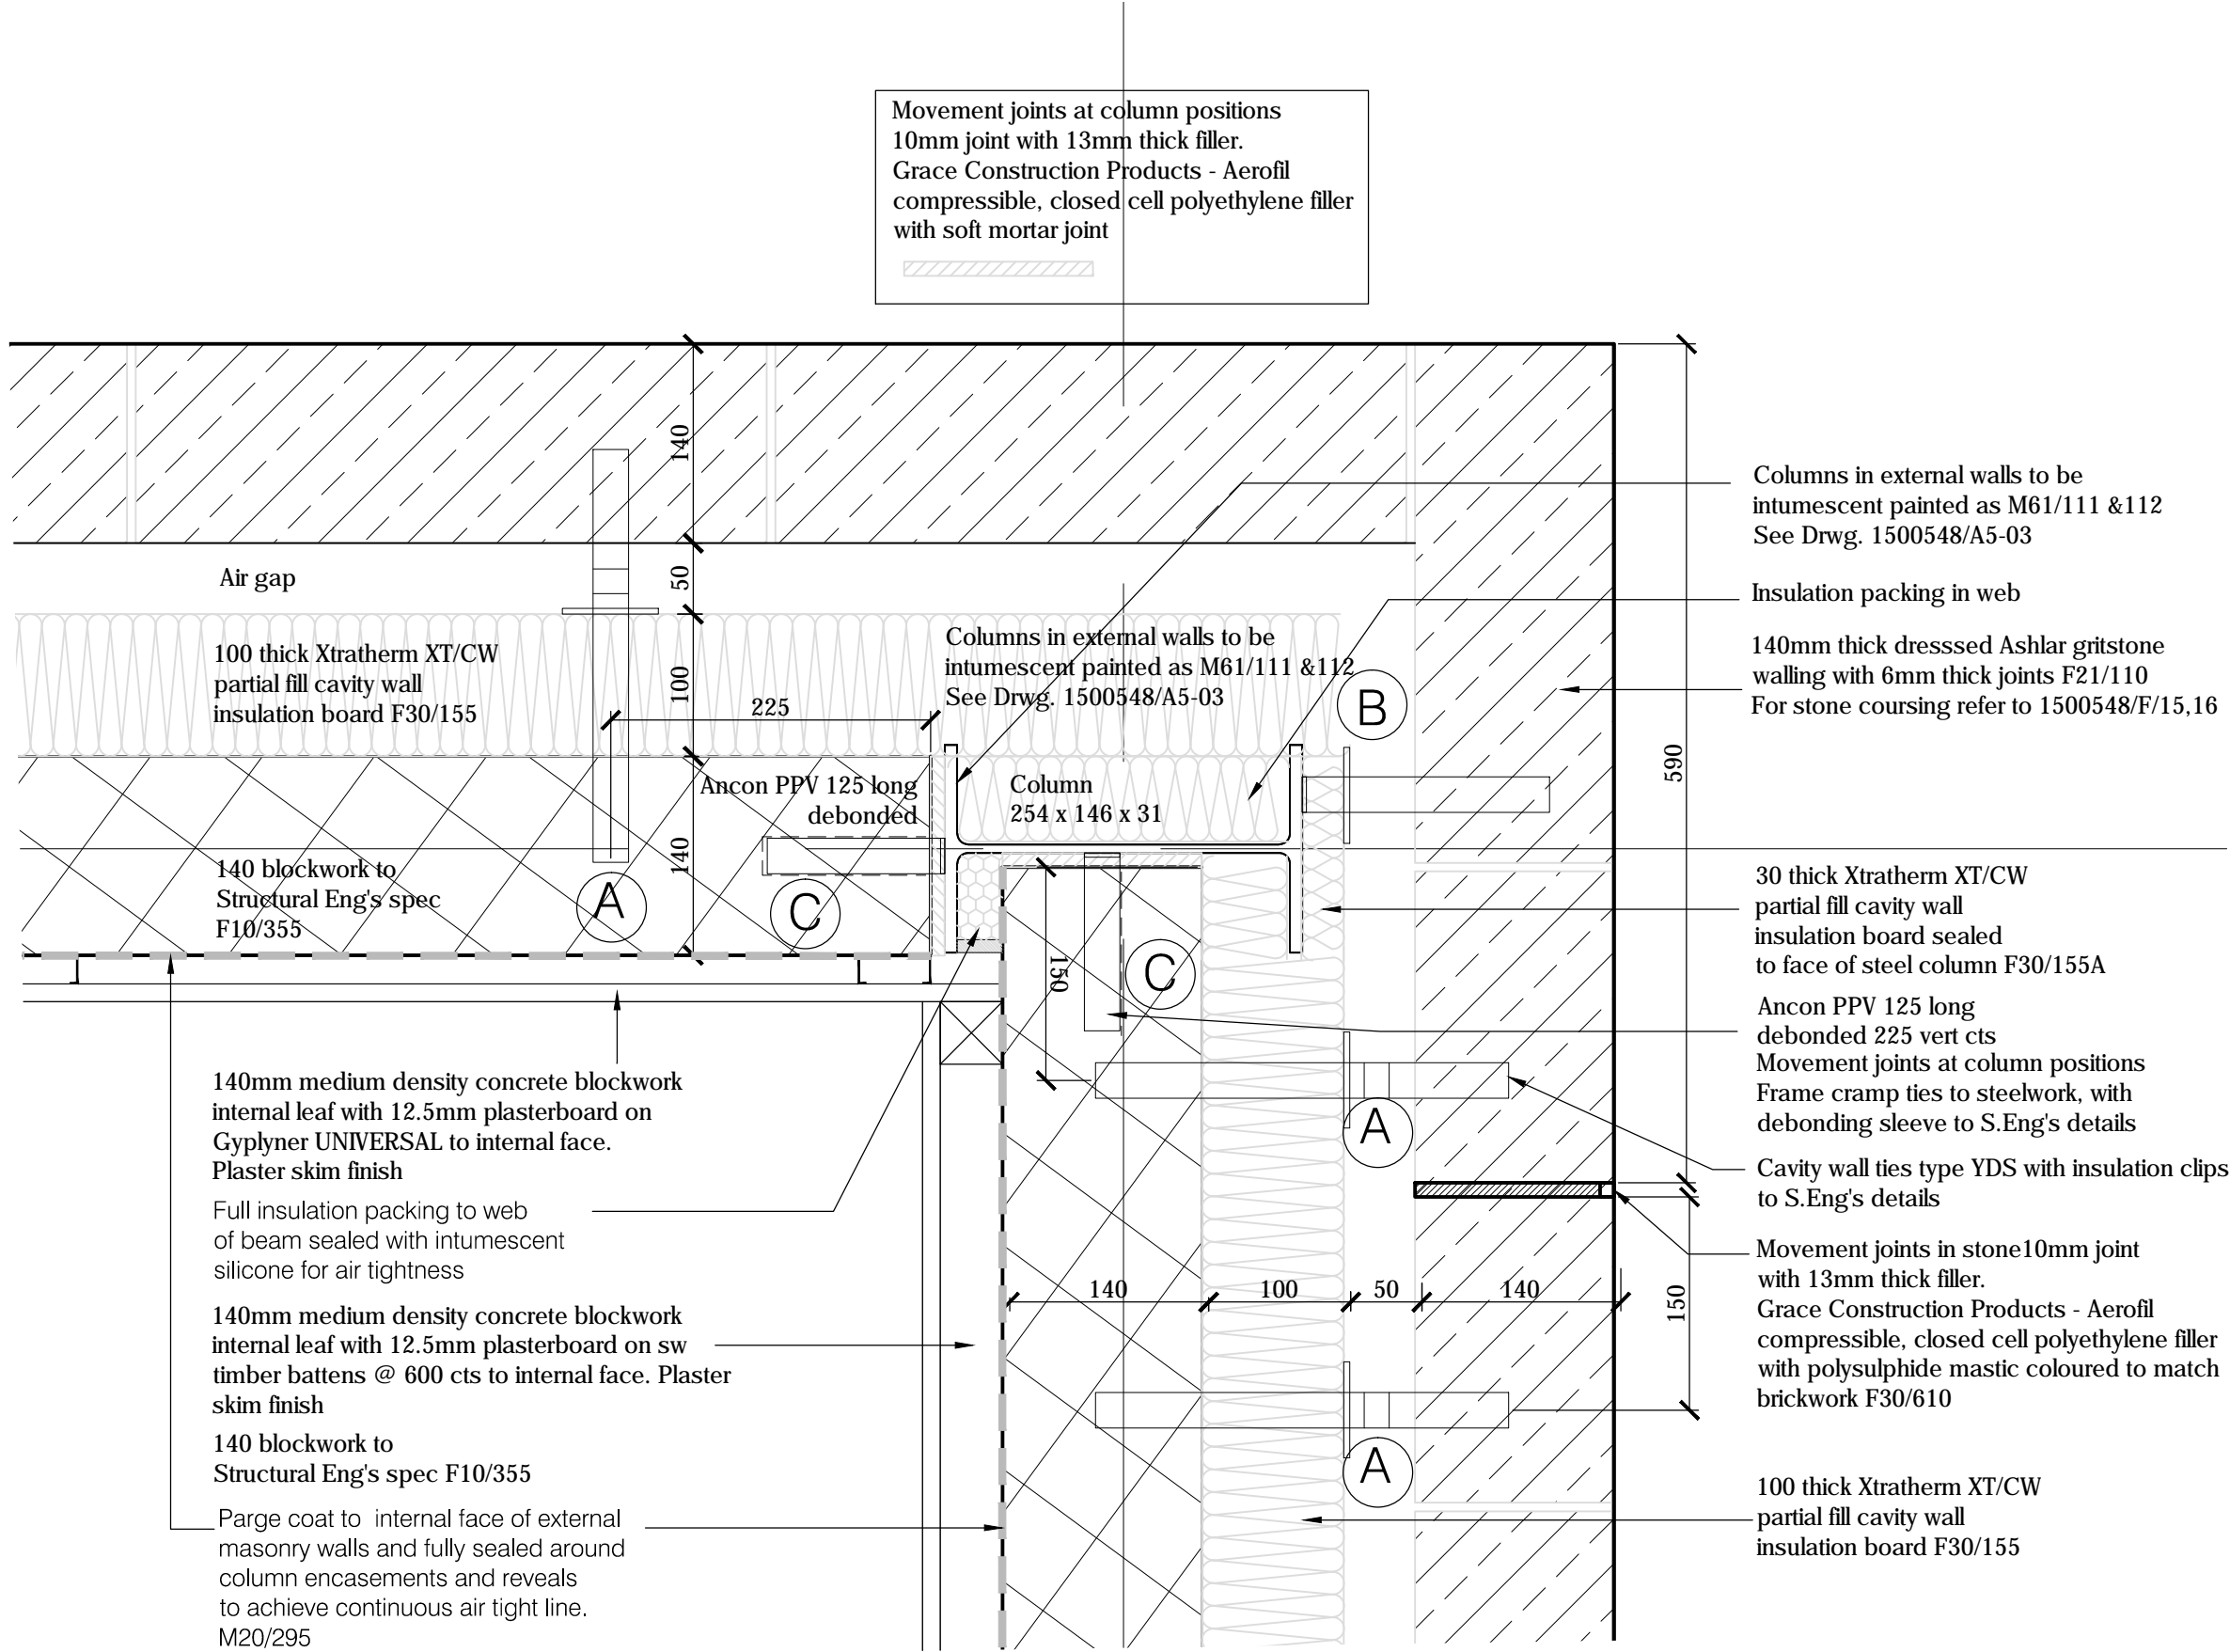 Movement joints at column positions
10mm joint with 13mm thick filler.
Grace Construction Products - Aerofil
compressible, closed cell polyethylene filler
with soft mortar joint
140
50
100
140
225
Air gap
100 thick Xtratherm XT/CW
partial fill cavity wall
insulation board F30/155
Columns in external walls to be
intumescent painted as M61/111 &112
See Drwg. 1500548/A5-03
B
Ancon PPV 125 long
debonded
Column
254 x 146 x 31
140 blockwork to
Structural Eng's spec
F10/355
A
C
C
150
A
A
140
100
50
140
590
150
140mm medium density concrete blockwork
internal leaf with 12.5mm plasterboard on
Gyplyner UNIVERSAL to internal face.
Plaster skim finish
Full insulation packing to web
of beam sealed with intumescent
silicone for air tightness
140mm medium density concrete blockwork
internal leaf with 12.5mm plasterboard on sw
timber battens @ 600 cts to internal face. Plaster
skim finish
140 blockwork to
Structural Eng's spec F10/355
Parge coat to internal face of external
masonry walls and fully sealed around
column encasements and reveals
to achieve continuous air tight line.
M20/295
Columns in external walls to be
intumescent painted as M61/111 &112
See Drwg. 1500548/A5-03
Insulation packing in web
140mm thick dresssed Ashlar gritstone
walling with 6mm thick joints F21/110
For stone coursing refer to 1500548/F/15,16
30 thick Xtratherm XT/CW
partial fill cavity wall
insulation board sealed
to face of steel column F30/155A
Ancon PPV 125 long
debonded 225 vert cts
Movement joints at column positions
Frame cramp ties to steelwork, with
debonding sleeve to S.Eng's details
Cavity wall ties type YDS with insulation clips
to S.Eng's details
Movement joints in stone10mm joint
with 13mm thick filler.
Grace Construction Products - Aerofil
compressible, closed cell polyethylene filler
with polysulphide mastic coloured to match
brickwork F30/610
100 thick Xtratherm XT/CW
partial fill cavity wall
insulation board F30/155